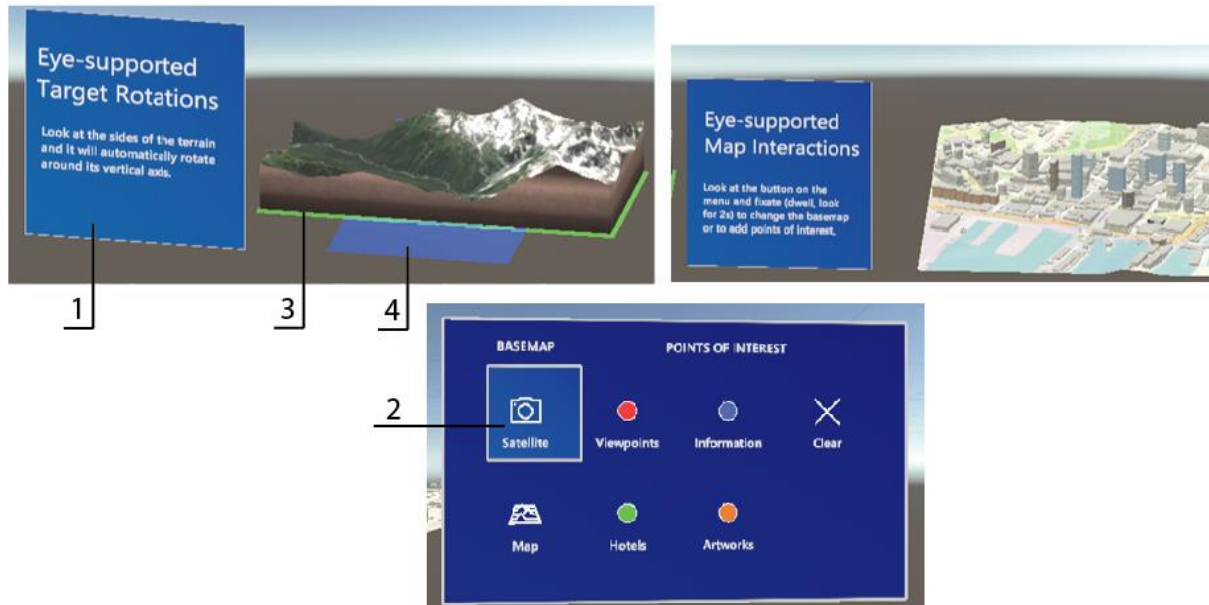 Eye-supported
Target Rotations
Look at the sides of the terrain
and it will automatically rotate
around its vertical axis.
Eye-supported
Map Interactions
Look at the button on the
menu and fixate (dwell, look
for 2s) to change the basemap
or to add points of interest.
1
3
4
BASEMAP
POINTS OF INTEREST
2
Satellite
Viewpoints
Information
Clear
Map
Hotels
Artworks